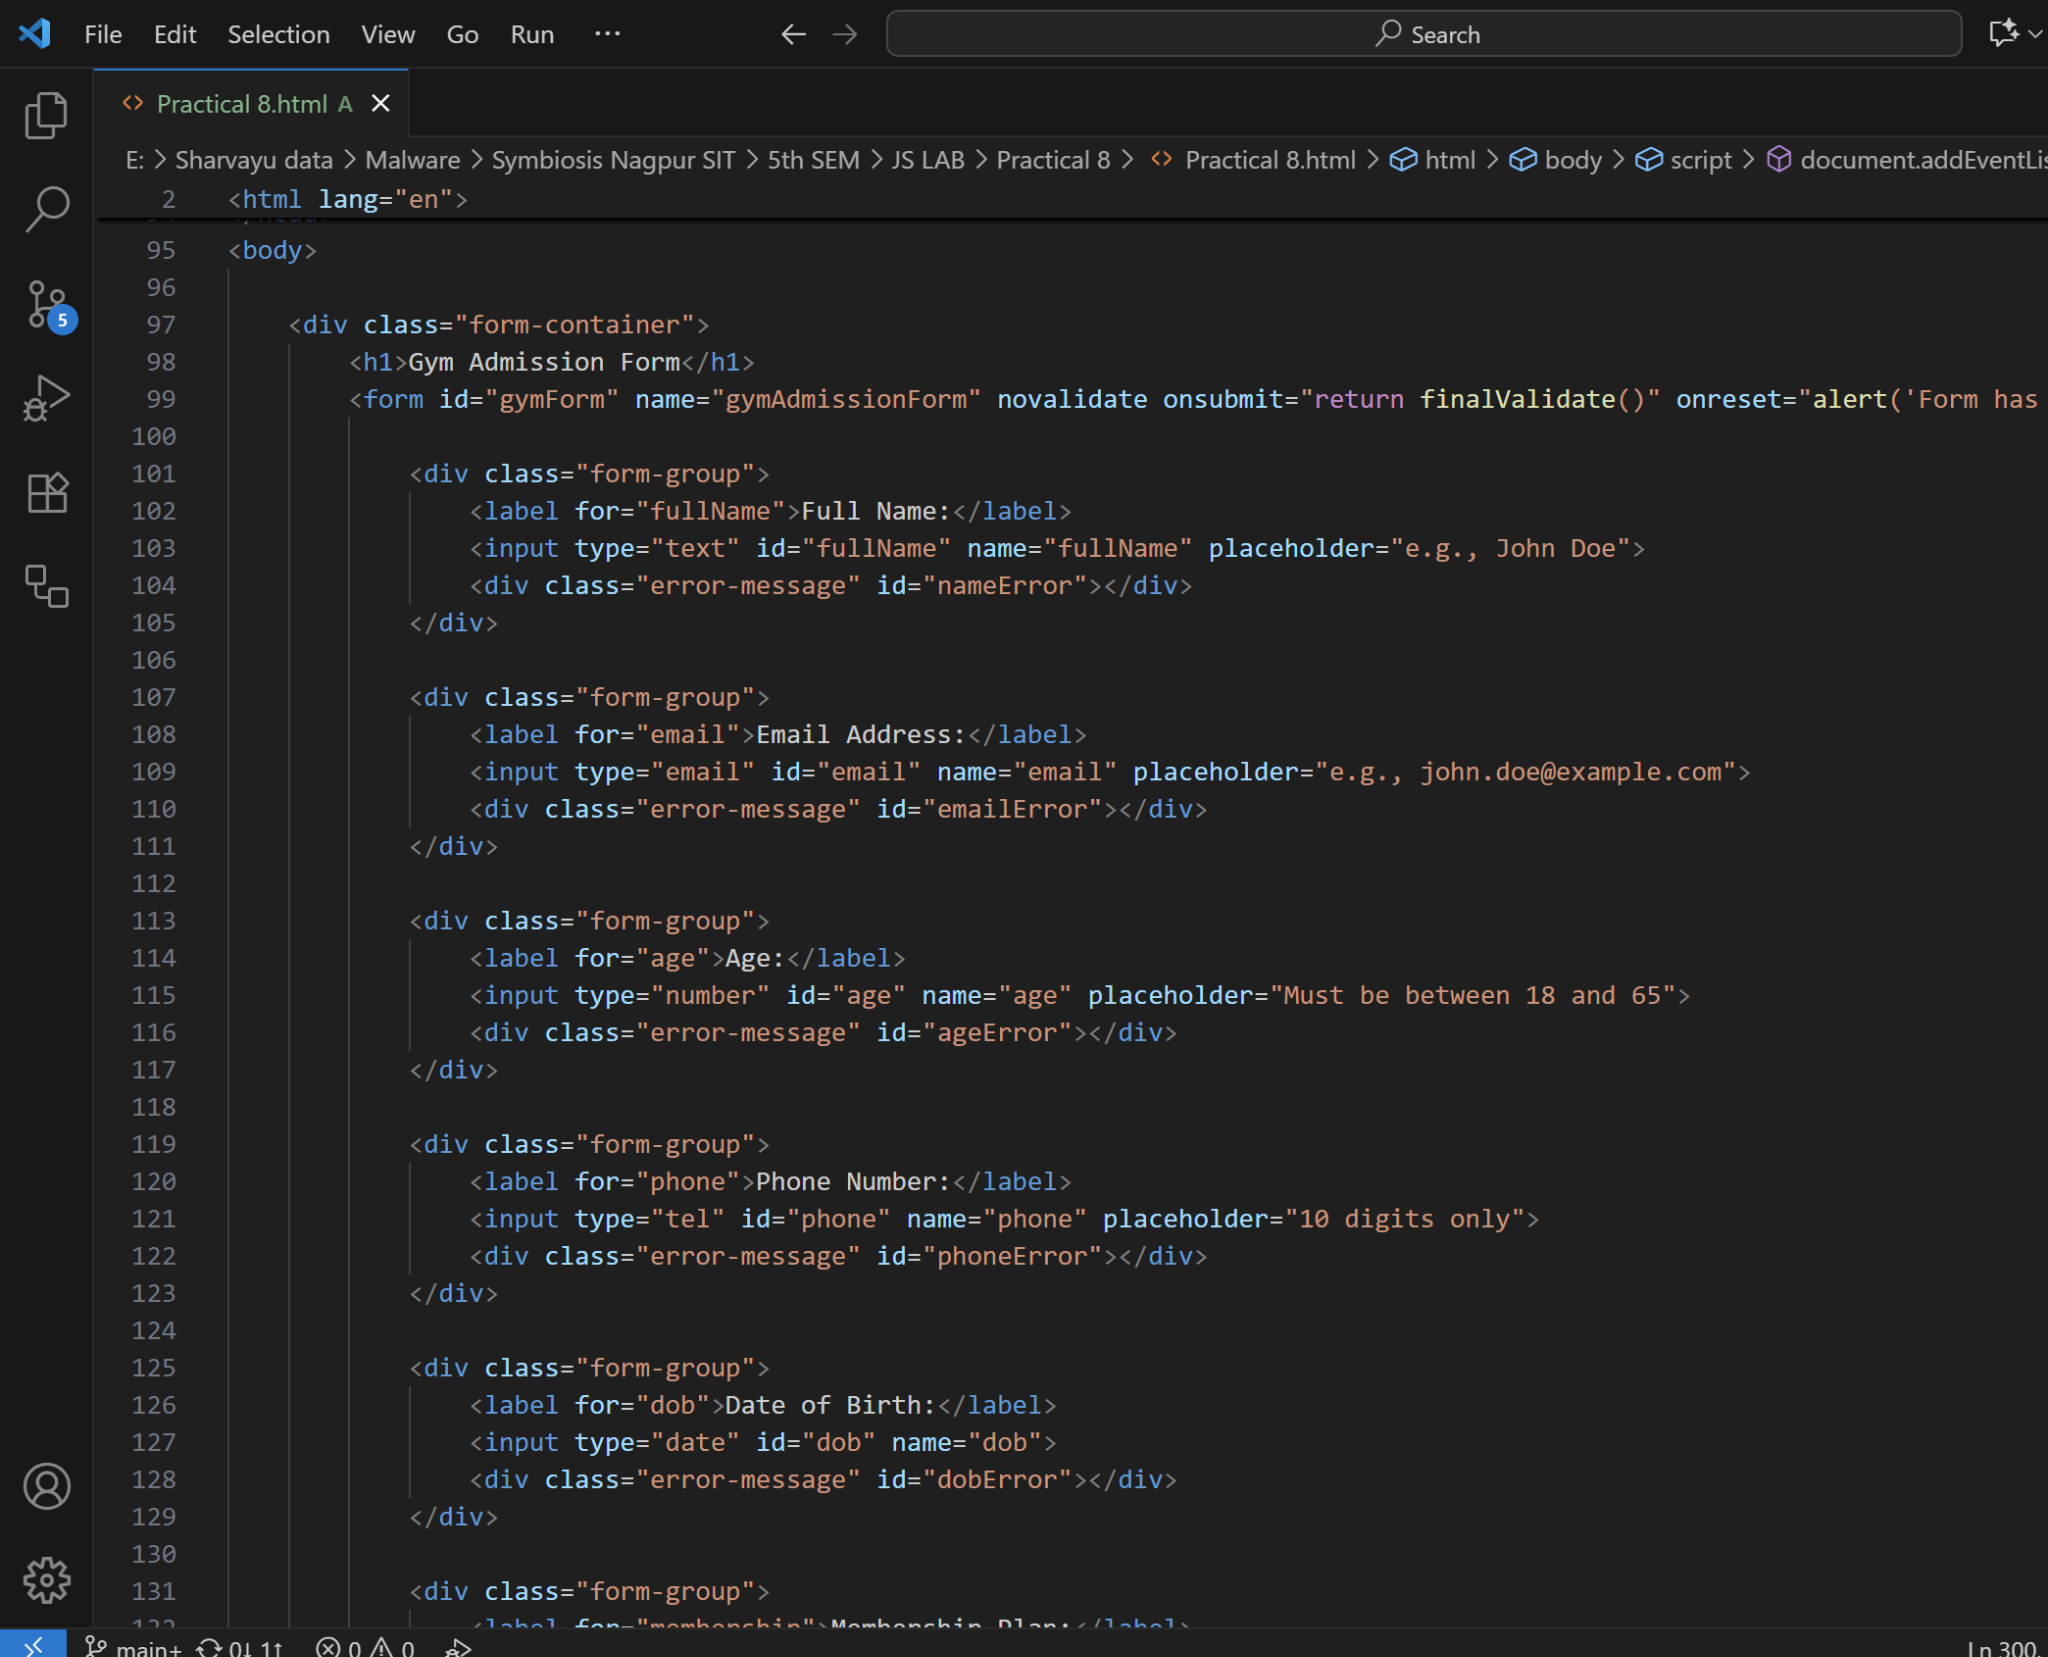 File Edit Selection View Go Run ··· Search
Practical 8.html A
E: > Sharvayu data > Malware > Symbiosis Nagpur SIT > 5th SEM > JS LAB > Practical 8 > Practical 8.html > html > body > script > document.addEventLis
2 <html lang="en">
95 <body>
96
97 <div class="form-container">
98 <h1>Gym Admission Form</h1>
99 <form id="gymForm" name="gymAdmissionForm" novalidate onsubmit="return finalValidate()" onreset="alert('Form has
100
101 <div class="form-group">
102 <label for="fullName">Full Name:</label>
103 <input type="text" id="fullName" name="fullName" placeholder="e.g., John Doe">
104 <div class="error-message" id="nameError"></div>
105 </div>
106
107 <div class="form-group">
108 <label for="email">Email Address:</label>
109 <input type="email" id="email" name="email" placeholder="e.g., john.doe@example.com">
110 <div class="error-message" id="emailError"></div>
111 </div>
112
113 <div class="form-group">
114 <label for="age">Age:</label>
115 <input type="number" id="age" name="age" placeholder="Must be between 18 and 65">
116 <div class="error-message" id="ageError"></div>
117 </div>
118
119 <div class="form-group">
120 <label for="phone">Phone Number:</label>
121 <input type="tel" id="phone" name="phone" placeholder="10 digits only">
122 <div class="error-message" id="phoneError"></div>
123 </div>
124
125 <div class="form-group">
126 <label for="dob">Date of Birth:</label>
127 <input type="date" id="dob" name="dob">
128 <div class="error-message" id="dobError"></div>
129 </div>
130
131 <div class="form-group">
132 <label for="membership">Membership Plan:</label>
5
main+ 0↓ 1↑ 0 0 Ln 300,